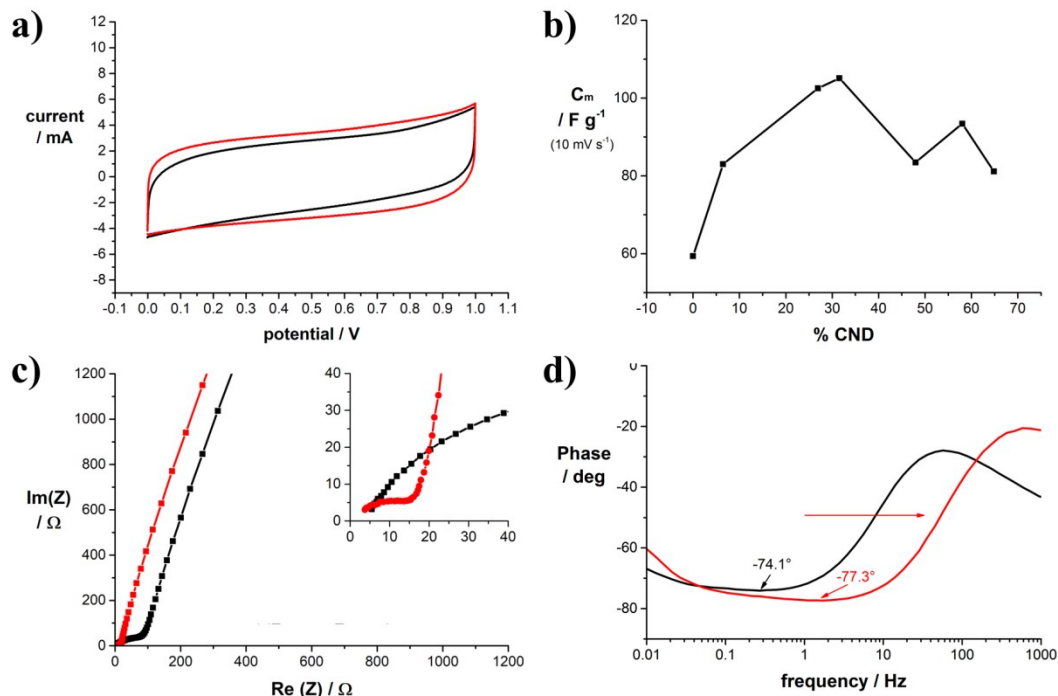 a)
current
/ mA
12
10
8
6
4
2
0
-2
-4
-6
-8
-0.1 0.0 0.1 0.2 0.3 0.4 0.5 0.6 0.7 0.8 0.9 1.0 1.1
potential / V
b)
Cm
/ F g⁻¹
(10 mV s⁻¹)
120
100
80
60
-10 0 10 20 30 40 50 60 70
% CND
c)
Im(Z)
/ Ω
1200
1000
800
600
400
200
0
0 200 400 600 800 1000 1200
Re (Z) / Ω
40
30
20
10
0
0 10 20 30 40
d)
Phase
/ deg
0
-20
-40
-60
-80
-74.1°
-77.3°
0.01 0.1 1 10 100 1000
frequency / Hz